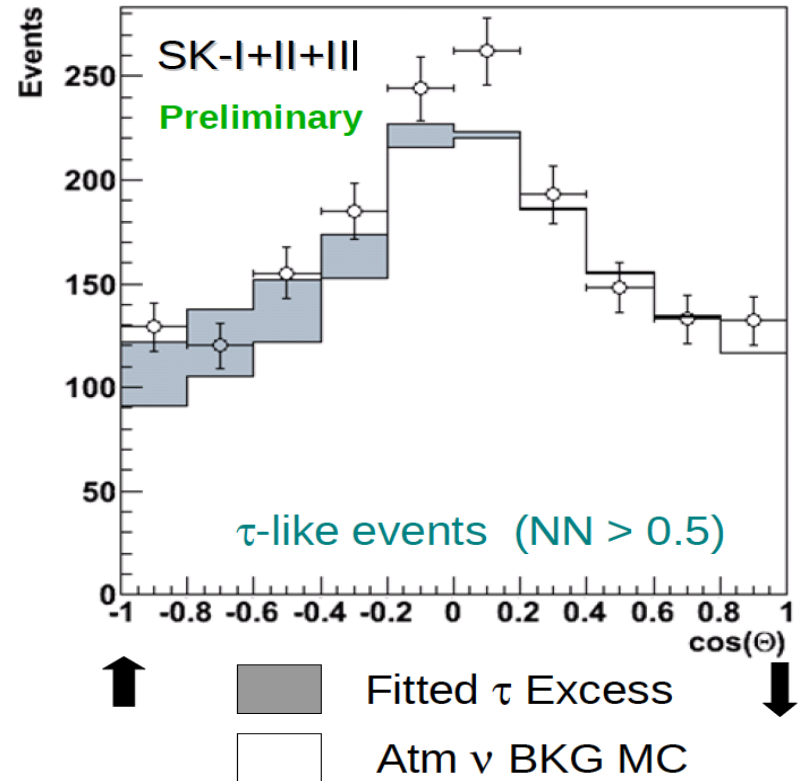 Events
SK-I+II+III
Preliminary
250
200
150
100
50
0
τ-like events (NN > 0.5)
-1 -0.8 -0.6 -0.4 -0.2 0 0.2 0.4 0.6 0.8 1
cos(Θ)
Fitted τ Excess
Atm ν BKG MC